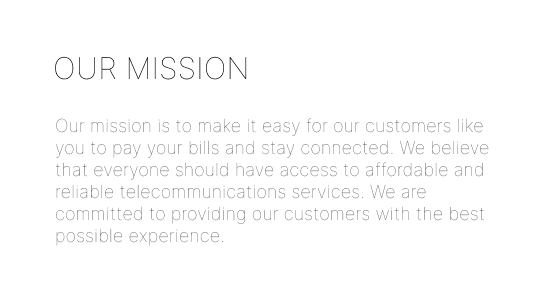 OUR MISSION
Our mission is to make it easy for our customers like
you to pay your bills and stay connected. We believe
that everyone should have access to affordable and
reliable telecommunications services. We are
committed to providing our customers with the best
possible experience.